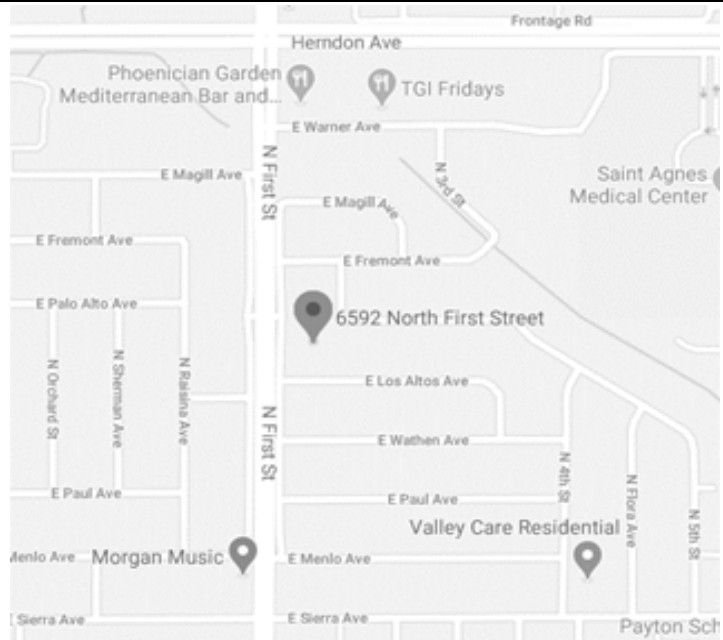 Frontage Rd
Herndon Ave
Phoenician Garden
Mediterranean Bar and...
TGI Fridays
E Warner Ave
N First St
E Magill Ave
N 3rd St
Saint Agnes
Medical Center
E Magill Ave
E Fremont Ave
E Fremont Ave
E Palo Alto Ave
6592 North First Street
N Orchard St
N Sherman Ave
N Raisina Ave
E Los Altos Ave
N First St
E Wathen Ave
N 4th St
N Flora Ave
N 5th St
E Paul Ave
E Paul Ave
Valley Care Residential
Menlo Ave
Morgan Music
E Menlo Ave
E Sierra Ave
E Sierra Ave
Payton Sch